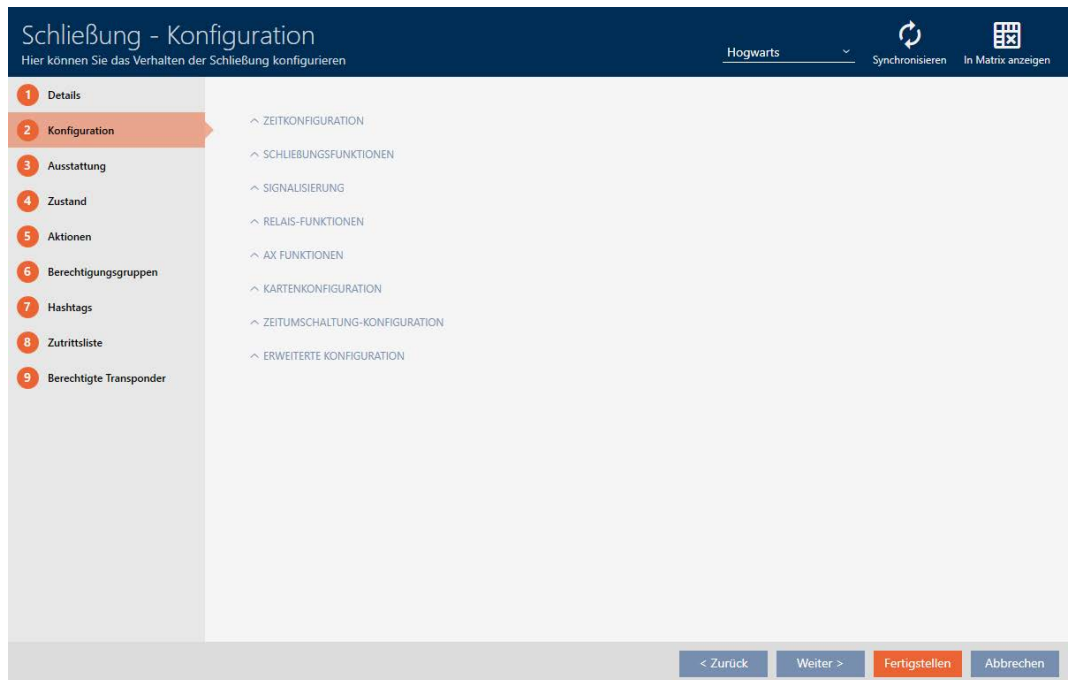 Schließung - Konfiguration
Hier können Sie das Verhalten der Schließung konfigurieren
Hogwarts
Synchronisieren
In Matrix anzeigen
1 Details
2 Konfiguration
3 Ausstattung
4 Zustand
5 Aktionen
6 Berechtigungsgruppen
7 Hashtags
8 Zutrittsliste
9 Berechtigte Transponder
ZEITKONFIGURATION
SCHLIEßUNGSFUNKTIONEN
SIGNALISIERUNG
RELAIS-FUNKTIONEN
AX FUNKTIONEN
KARTENKONFIGURATION
ZEITUMSCHALTUNG-KONFIGURATION
ERWEITERTE KONFIGURATION
< Zurück
Weiter >
Fertigstellen
Abbrechen